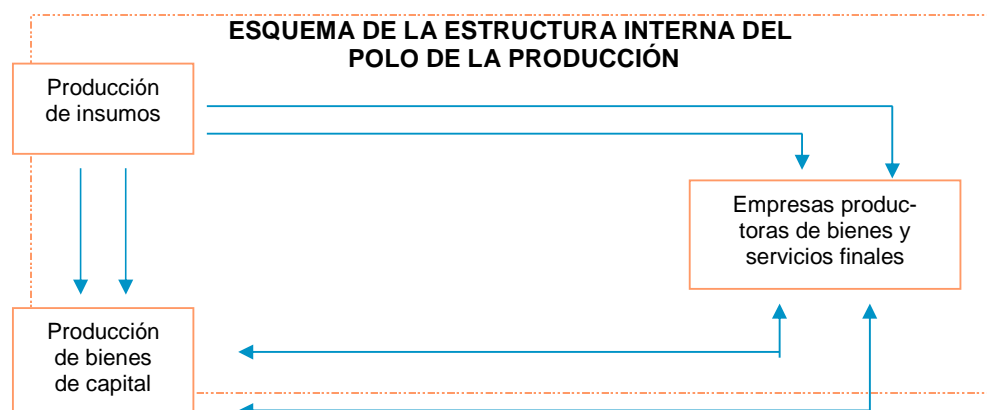 ESQUEMA DE LA ESTRUCTURA INTERNA DEL
POLO DE LA PRODUCCIÓN
Producción
de insumos
Empresas produc-
toras de bienes y
servicios finales
Producción
de bienes
de capital